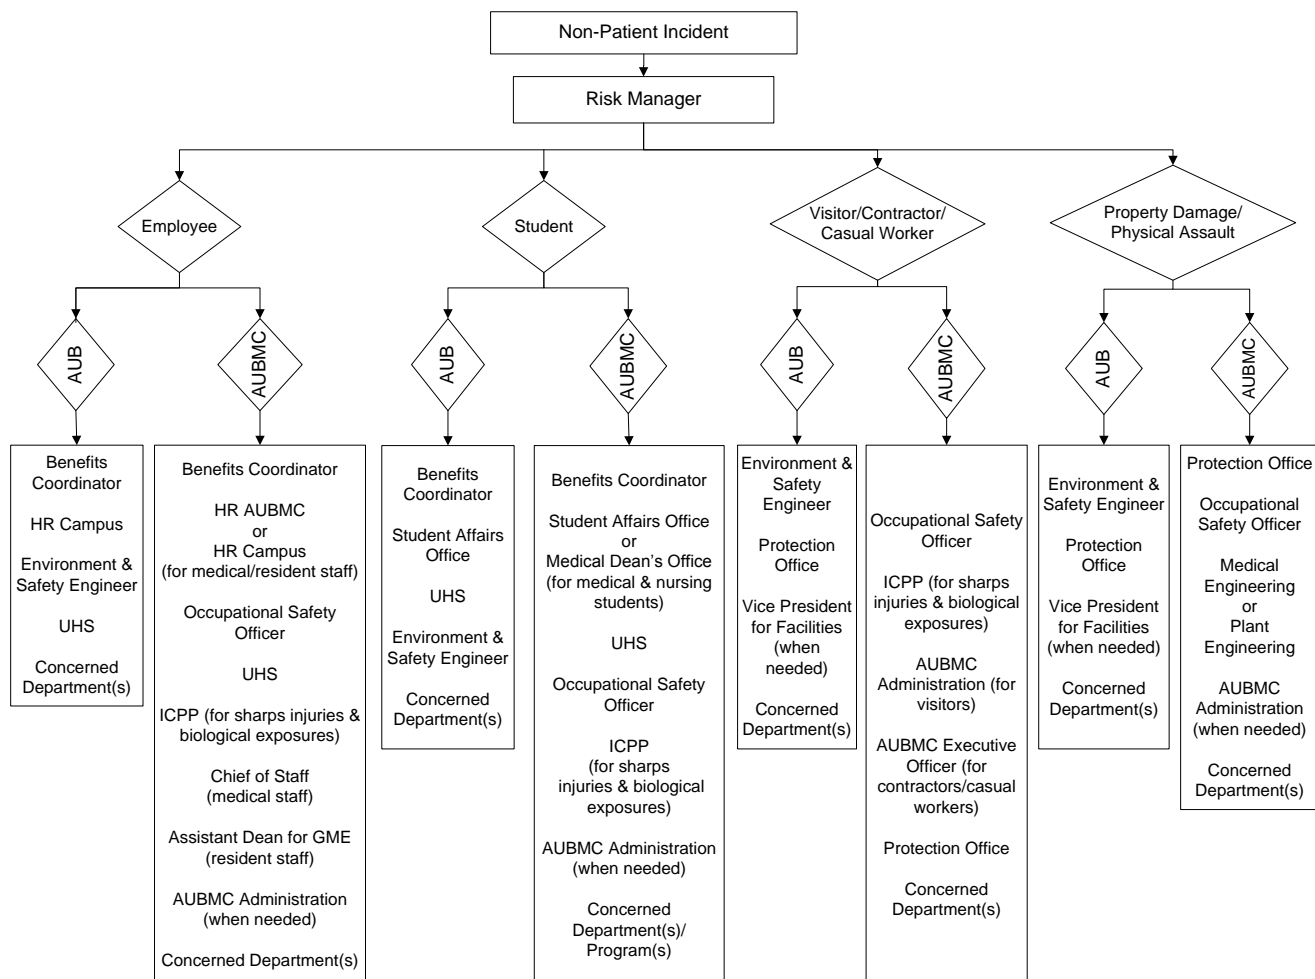 Non-Patient Incident
Risk Manager
Employee
Student
Visitor/Contractor/
Casual Worker
Property Damage/
Physical Assault
AUB
AUBMC
AUB
AUBMC
AUB
AUBMC
AUB
AUBMC
Benefits
Coordinator
HR Campus
Environment &
Safety Engineer
UHS
Concerned
Department(s)
Benefits Coordinator
HR AUBMC
or
HR Campus
(for medical/resident staff)
Occupational Safety
Officer
UHS
ICPP (for sharps injuries &
biological exposures)
Chief of Staff
(medical staff)
Assistant Dean for GME
(resident staff)
AUBMC Administration
(when needed)
Concerned Department(s)
Benefits
Coordinator
Student Affairs
Office
UHS
Environment &
Safety Engineer
Concerned
Department(s)
Benefits Coordinator
Student Affairs Office
or
Medical Dean’s Office
(for medical & nursing
students)
UHS
Occupational Safety
Officer
ICPP
(for sharps
injuries & biological
exposures)
AUBMC Administration
(when needed)
Concerned
Department(s)/
Program(s)
Environment &
Safety
Engineer
Protection
Office
Vice President
for Facilities
(when
needed)
Concerned
Department(s)
Occupational Safety
Officer
ICPP (for sharps
injuries & biological
exposures)
AUBMC
Administration (for
visitors)
AUBMC Executive
Officer (for
contractors/casual
workers)
Protection Office
Concerned
Department(s)
Environment &
Safety Engineer
Protection
Office
Vice President
for Facilities
(when needed)
Concerned
Department(s)
Protection Office
Occupational
Safety Officer
Medical
Engineering
or
Plant
Engineering
AUBMC
Administration
(when needed)
Concerned
Department(s)